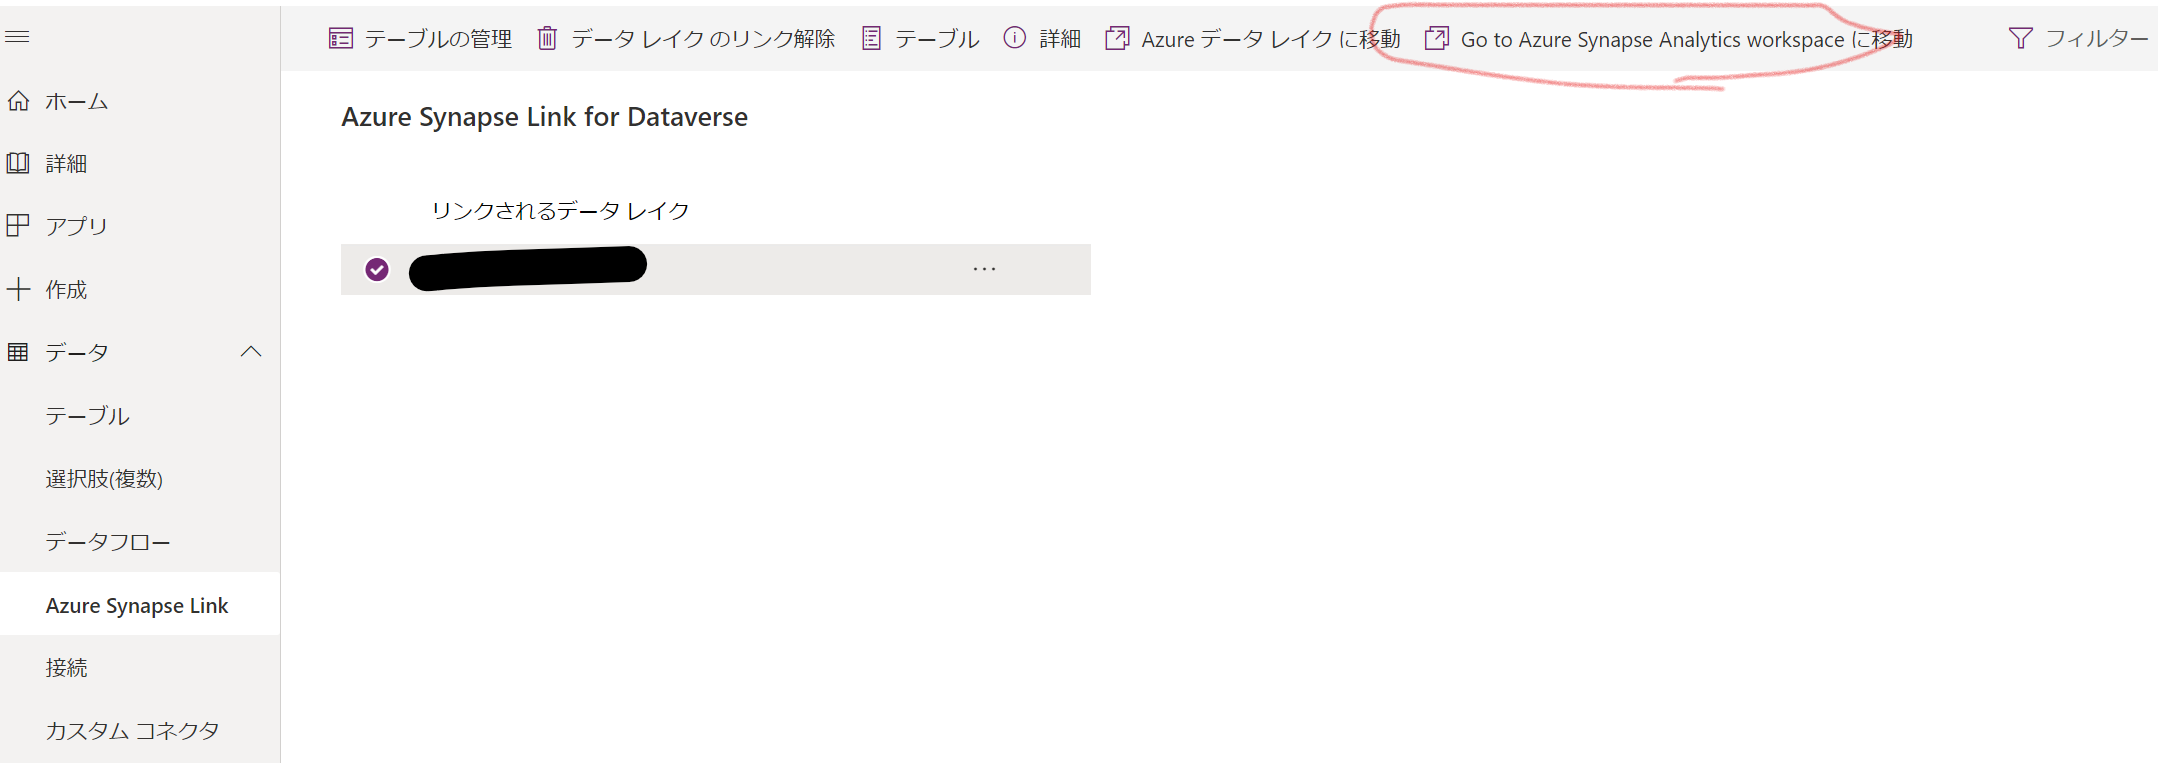 テーブルの管理 データ レイク のリンク解除 テーブル 詳細 Azure データ レイク に移動 Go to Azure Synapse Analytics workspace に移動 フィルター
ホーム
詳細
アプリ
作成
データ
テーブル
選択肢(複数)
データフロー
Azure Synapse Link
接続
カスタム コネクタ
Azure Synapse Link for Dataverse
リンクされるデータ レイク
...